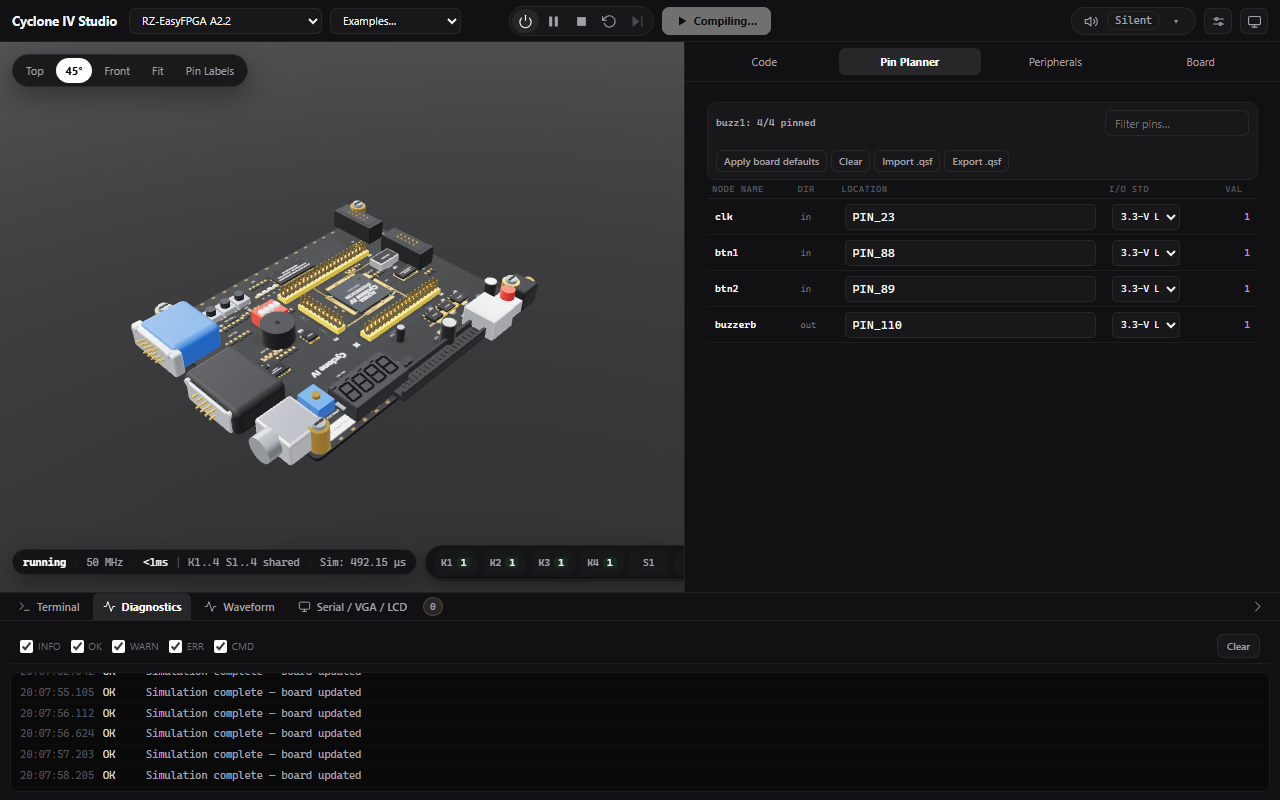 Cyclone IV Studio
RZ-EasyFPGA A2.2
Examples...
Compiling...
Silent
Top
45°
Front
Fit
Pin Labels
Code
Pin Planner
Peripherals
Board
buzz1: 4/4 pinned
Filter pins...
Apply board defaults
Clear
Import .qsf
Export .qsf
NODE NAME DIR LOCATION I/O STD VAL
clk in PIN_23 3.3-V L 1
btn1 in PIN_88 3.3-V L 1
btn2 in PIN_89 3.3-V L 1
buzzerb out PIN_110 3.3-V L 1
Cyclone IV
running · 50 MHz · <1ms | K1..4 S1..4 shared · Sim: 492.15 µs
K1 1 K2 1 K3 1 K4 1 S1
Terminal
Diagnostics
Waveform
Serial / VGA / LCD
0
INFO OK WARN ERR CMD
Clear
Simulation complete — board updated
20:07:55.105 OK Simulation complete — board updated
20:07:56.112 OK Simulation complete — board updated
20:07:56.624 OK Simulation complete — board updated
20:07:57.203 OK Simulation complete — board updated
20:07:58.205 OK Simulation complete — board updated